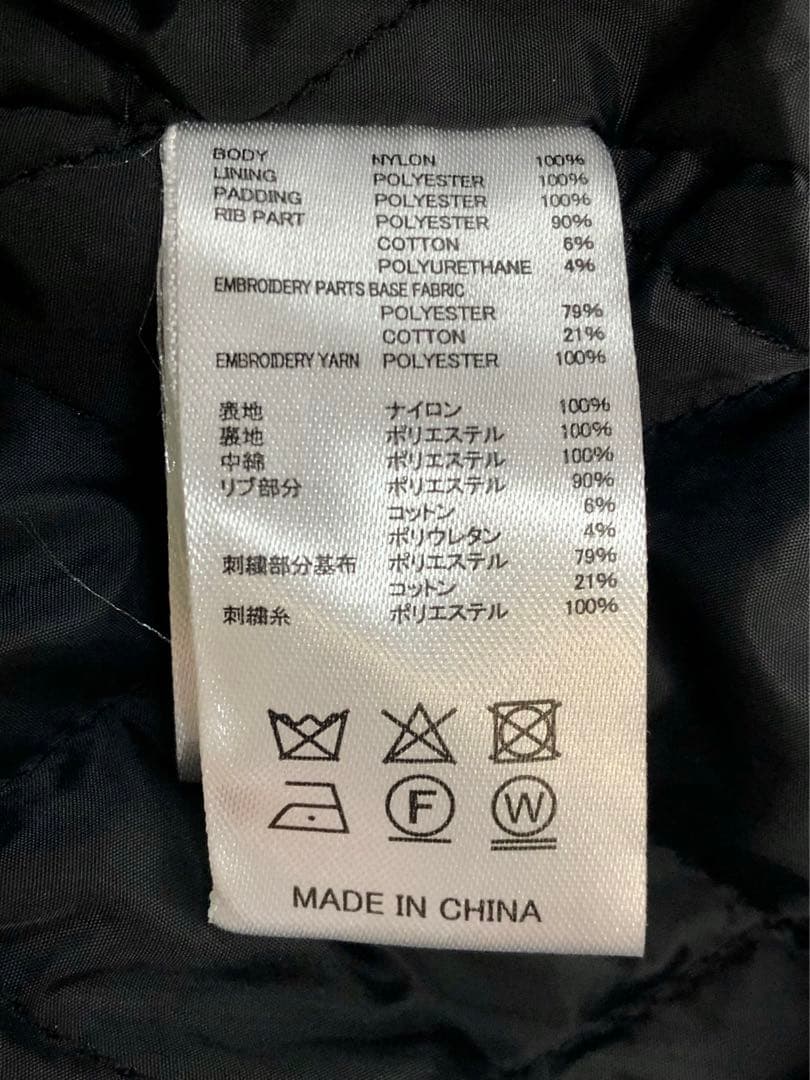 BODY NYLON 100%
LINING POLYESTER 100%
PADDING POLYESTER 100%
RIB PART POLYESTER 90%
COTTON 6%
POLYURETHANE 4%
EMBROIDERY PARTS BASE FABRIC
POLYESTER 79%
COTTON 21%
EMBROIDERY YARN POLYESTER 100%
表地 ナイロン 100%
裏地 ポリエステル 100%
中綿 ポリエステル 100%
リブ部分 ポリエステル 90%
コットン 6%
ポリウレタン 4%
刺繍部分基布 ポリエステル 79%
コットン 21%
刺繍糸 ポリエステル 100%
F W
MADE IN CHINA